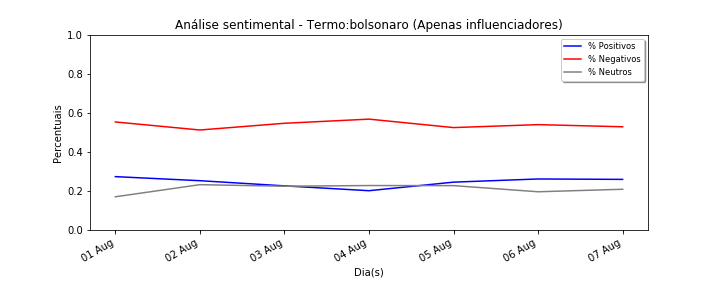 Análise sentimental - Termo:bolsonaro (Apenas influenciadores)
% Positivos
% Negativos
% Neutros
Percentuais
1.0
0.8
0.6
0.4
0.2
0.0
01 Aug
02 Aug
03 Aug
04 Aug
05 Aug
06 Aug
07 Aug
Dia(s)